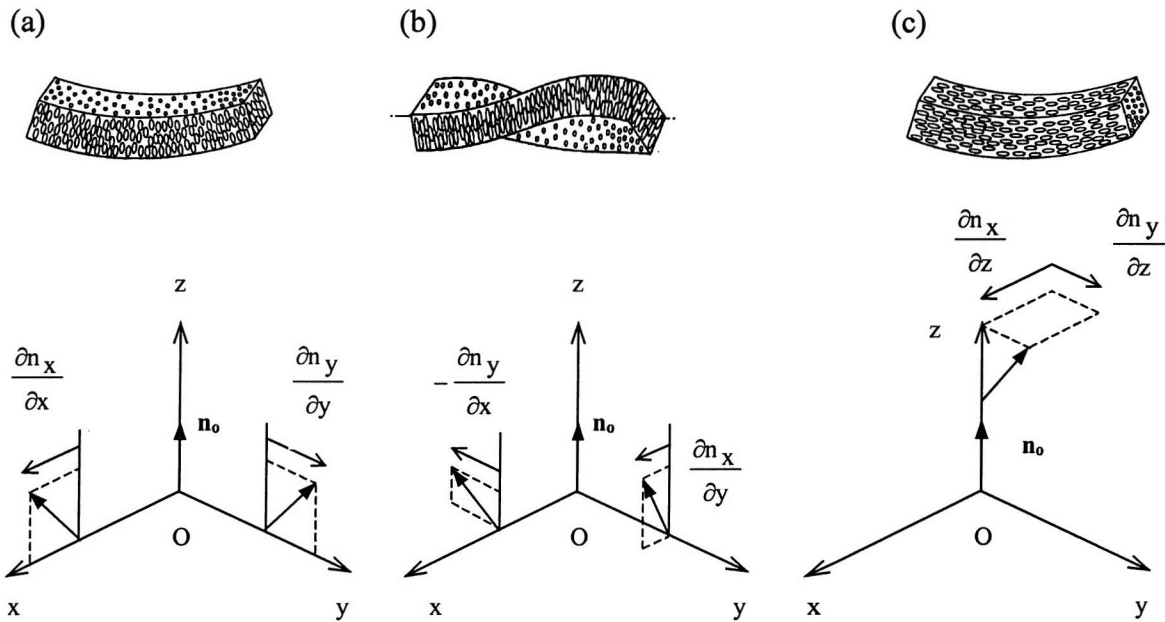 (a)
(b)
(c)
z
∂n x
∂x
∂n y
∂y
n₀
O
x
y
z
− ∂n y
∂x
n₀
∂n x
∂y
O
x
y
∂n x
∂z
∂n y
∂z
z
n₀
O
x
y